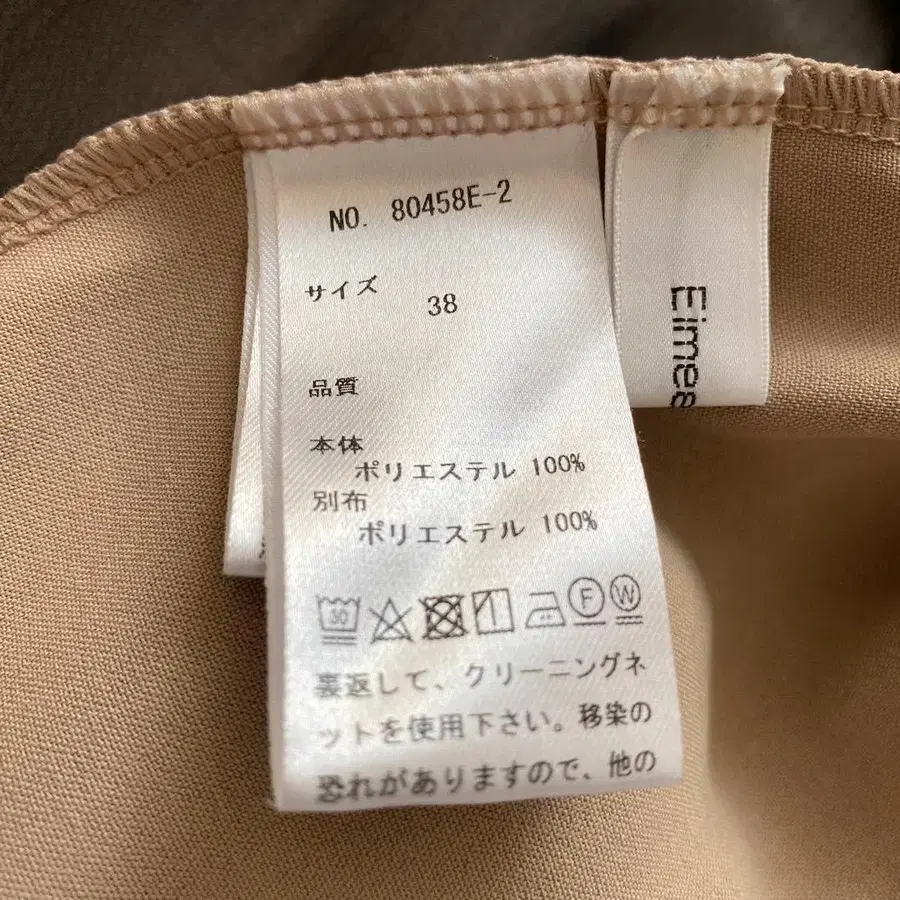 NO. 80458E-2
サイズ
38
品質
本体
ポリエステル 100%
別布
ポリエステル 100%
30
F
W
裏返して、クリーニングネ
ットを使用下さい。移染の
恐れがありますので、他の
Eimea